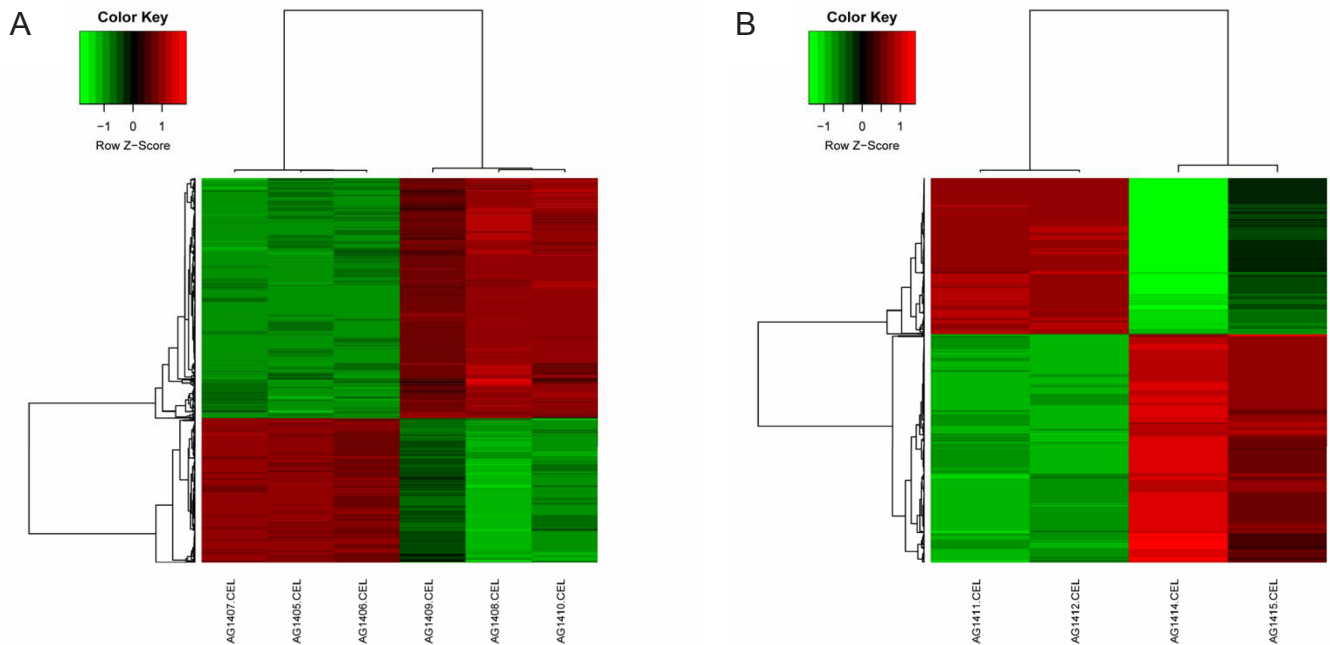 A
Color Key
−1 0 1
Row Z−Score
AG1407.CEL
AG1405.CEL
AG1406.CEL
AG1409.CEL
AG1408.CEL
AG1410.CEL
B
Color Key
−1 0 1
Row Z−Score
AG1411.CEL
AG1412.CEL
AG1414.CEL
AG1415.CEL